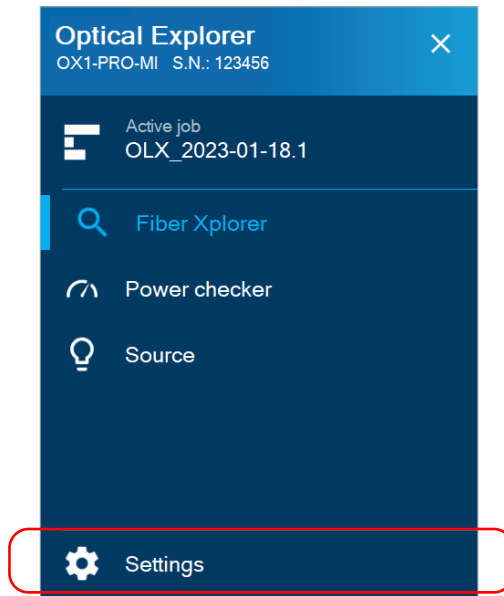 Optical Explorer
OX1-PRO-MI S.N.: 123456
Active job
OLX_2023-01-18.1
Fiber Xplorer
Power checker
Source
Settings